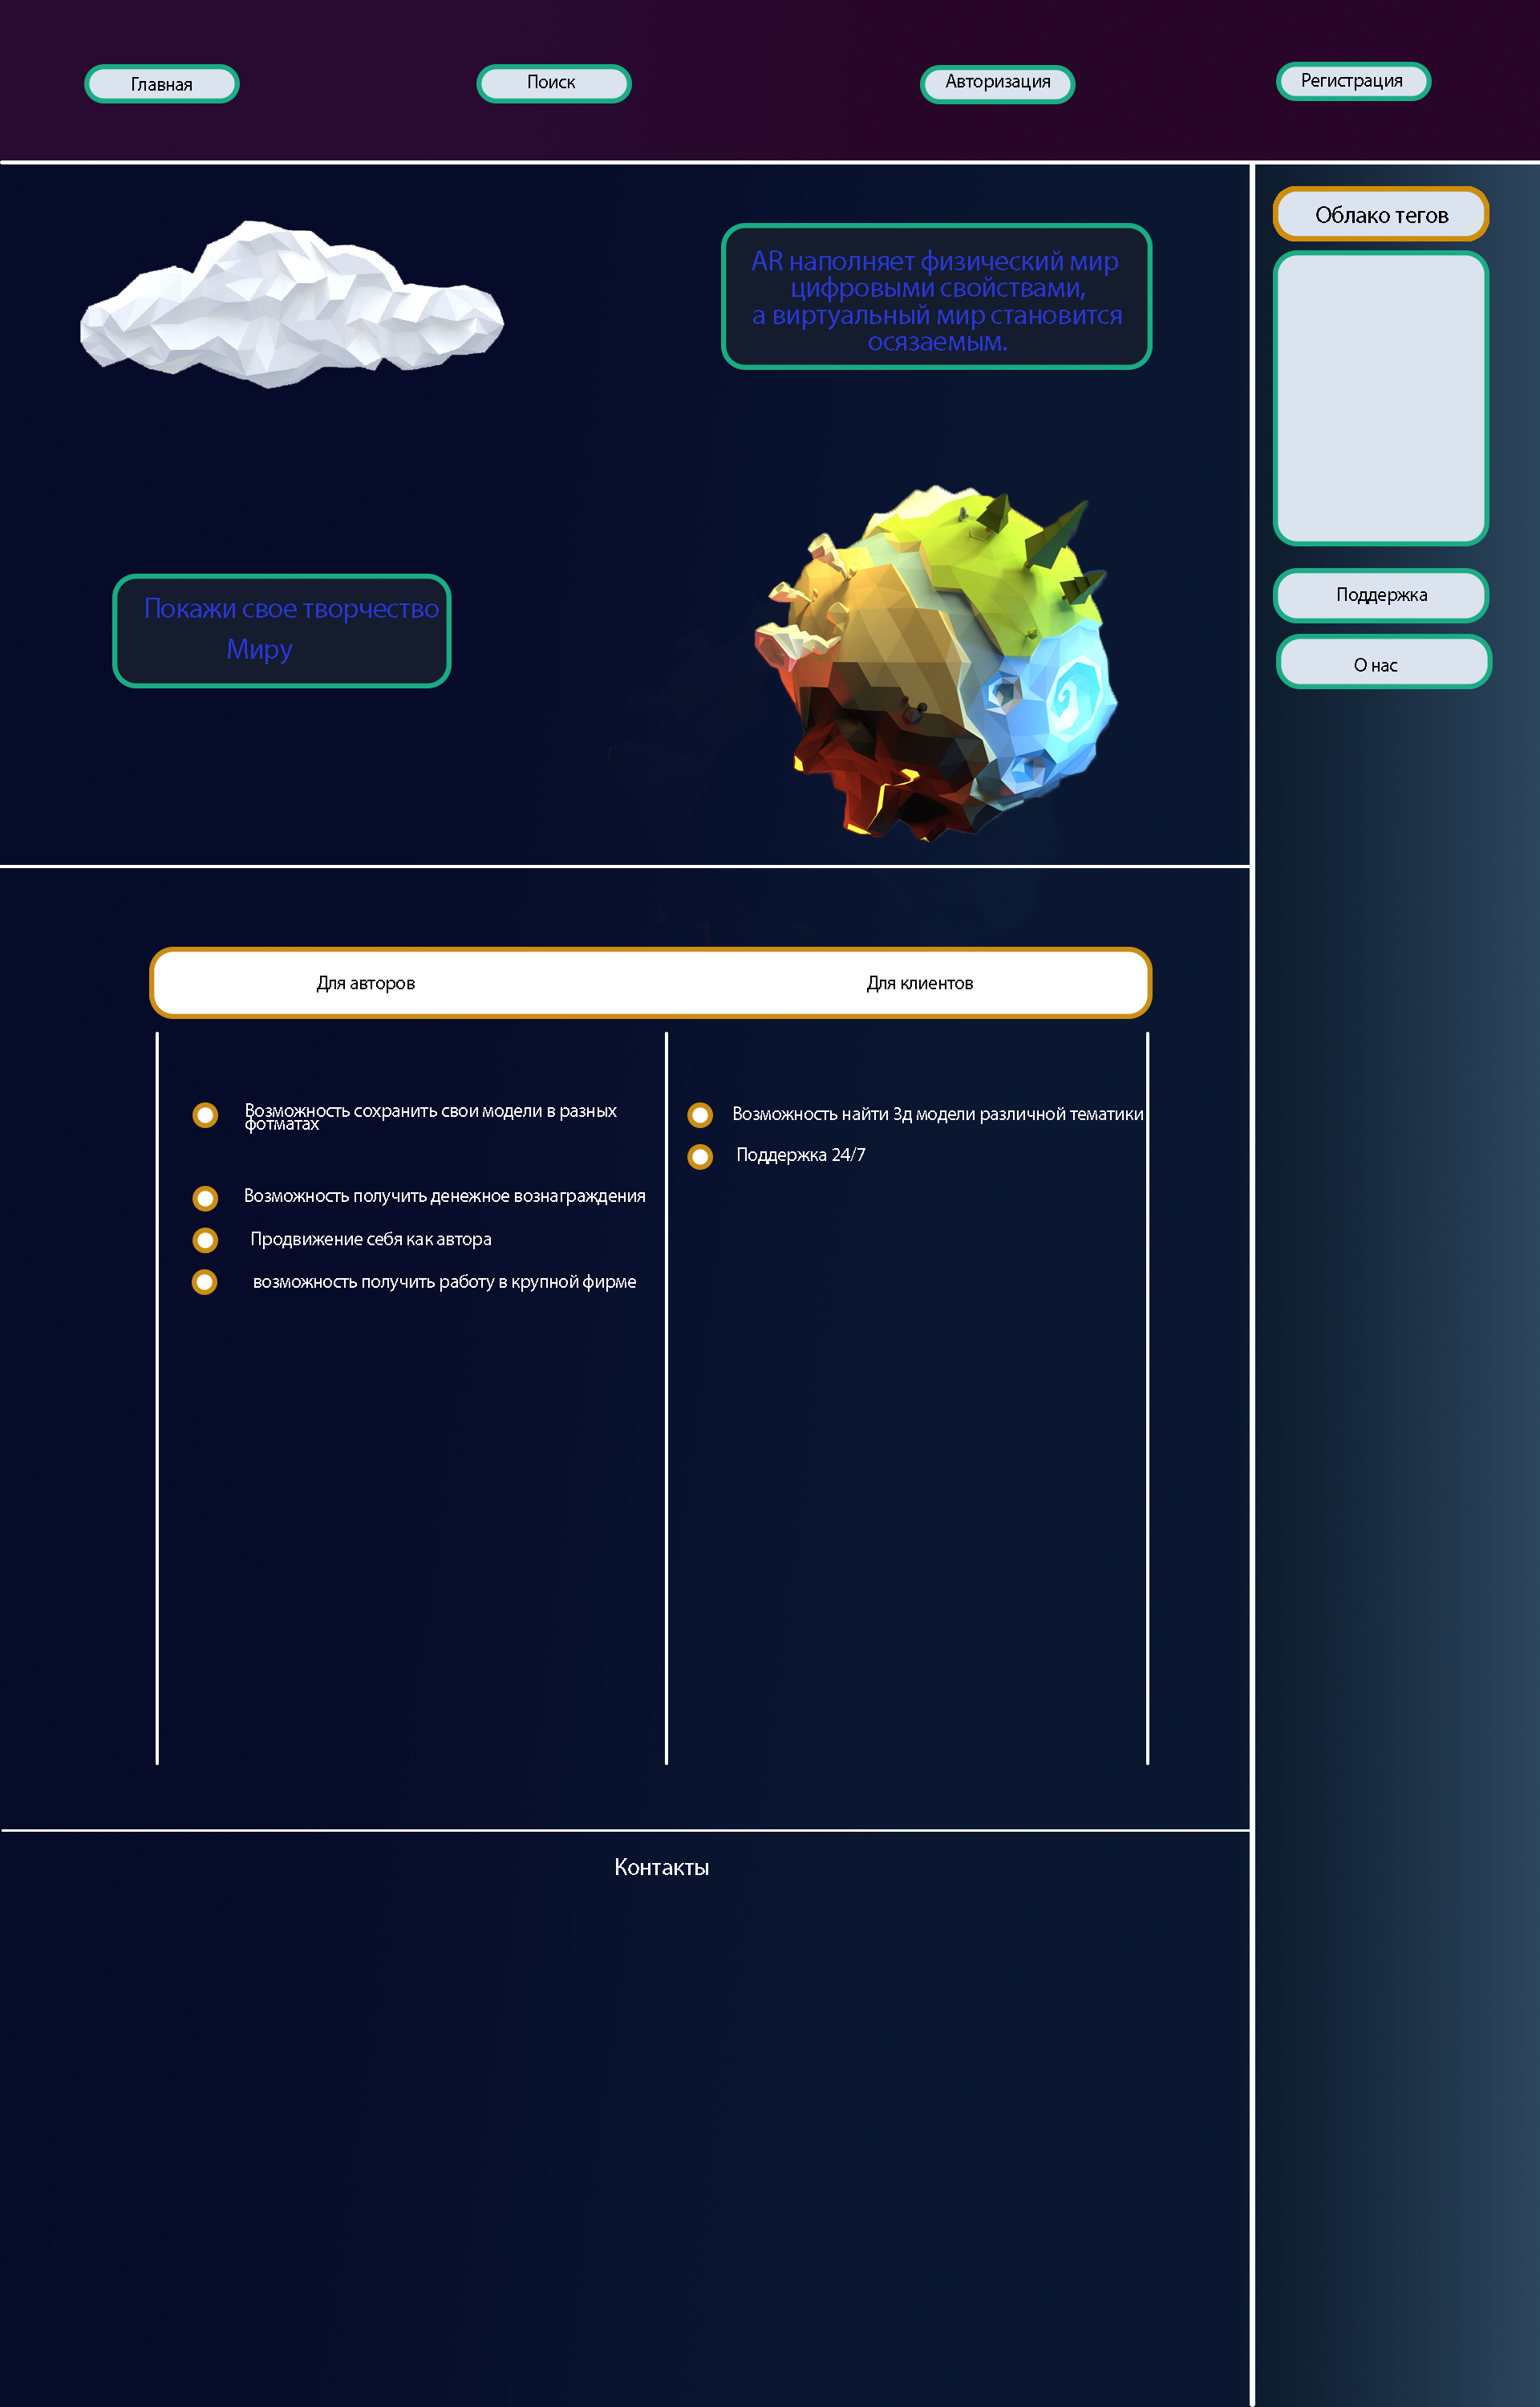 Главная
Поиск
Авторизация
Регистрация
Облако тегов
AR наполняет физический мир
цифровыми свойствами,
а виртуальный мир становится
осязаемым.
Покажи свое творчество
Миру
Поддержка
О нас
Для авторов
Для клиентов
Возможность сохранить свои модели в разных
фотматах
Возможность получить денежное вознаграждения
Продвижение себя как автора
возможность получить работу в крупной фирме
Возможность найти 3д модели различной тематики
Поддержка 24/7
Контакты